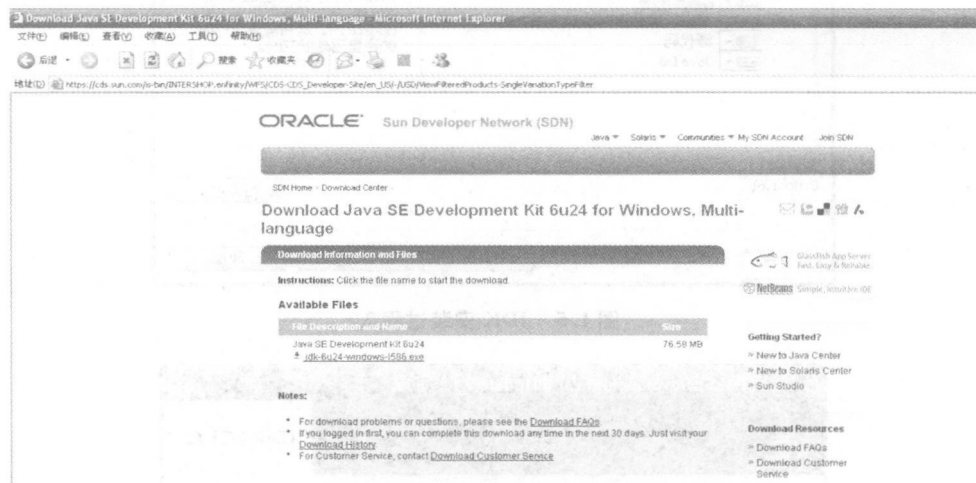 Download Java SE Development Kit 6u24 for Windows, Multi-language - Microsoft Internet Explorer
文件(F) 编辑(E) 查看(V) 收藏(A) 工具(T) 帮助(H)
后退 搜索 收藏夹
地址(D) https://cds.sun.com/is-bin/INTERSHOP.enfinity/WFS/CDS-CDS_Developer-Site/en_US/-/USD/ViewFilteredProducts-SingleVariationTypeFilter
ORACLE Sun Developer Network (SDN)
Java Solaris Communities My SDN Account Join SDN
SDN Home Download Center
Download Java SE Development Kit 6u24 for Windows, Multi-
language
Download Information and Files
Instructions: Click the file name to start the download.
Available Files
File Description and Name Size
Java SE Development Kit 6u24 76.58 MB
jdk-6u24-windows-i586.exe
Notes:
• For download problems or questions, please see the Download FAQs
• If you logged in first, you can complete this download any time in the next 30 days. Just visit your
Download History
• For Customer Service, contact Download Customer Service
GlassFish App Server
Fast, Easy & Reliable
NetBeans Simple, Intuitive IDE
Getting Started?
» New to Java Center
» New to Solaris Center
» Sun Studio
Download Resources
» Download FAQs
» Download Customer
Service